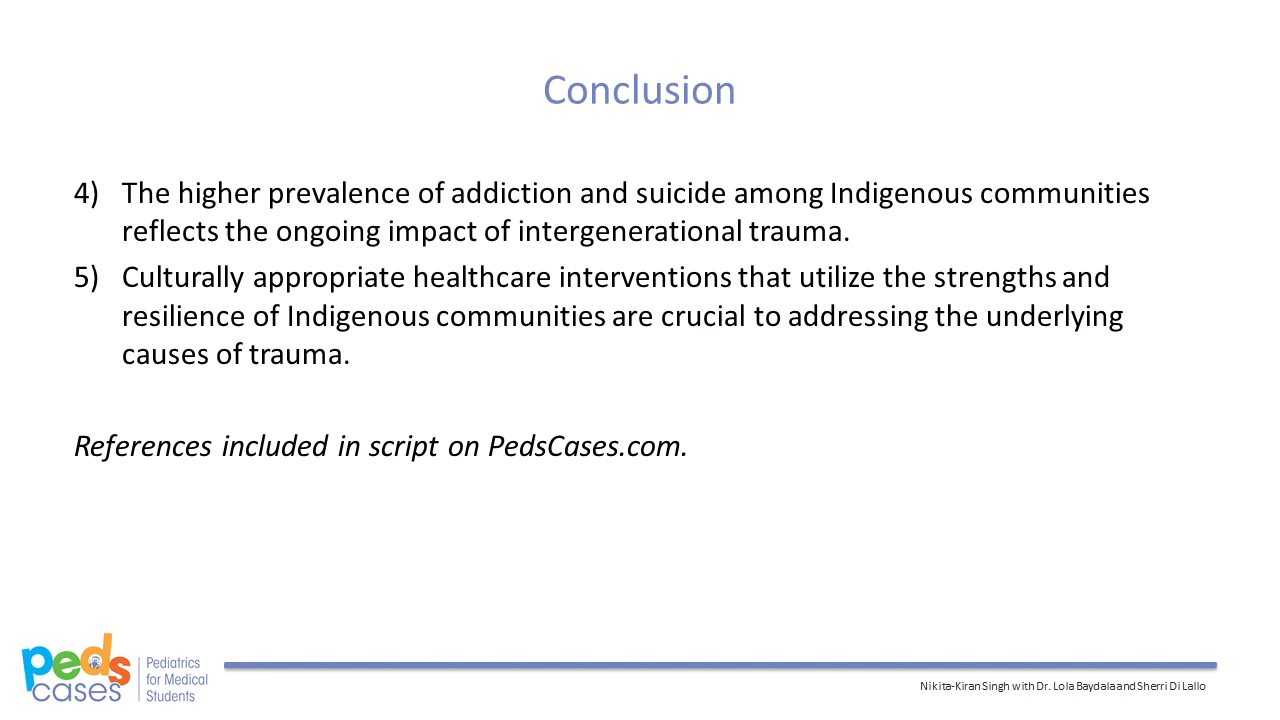 Conclusion
4) The higher prevalence of addiction and suicide among Indigenous communities
reflects the ongoing impact of intergenerational trauma.
5) Culturally appropriate healthcare interventions that utilize the strengths and
resilience of Indigenous communities are crucial to addressing the underlying
causes of trauma.
References included in script on PedsCases.com.
peds
cases
Pediatrics
for Medical
Students
Nikita-Kiran Singh with Dr. Lola Baydala and Sherri Di Lallo